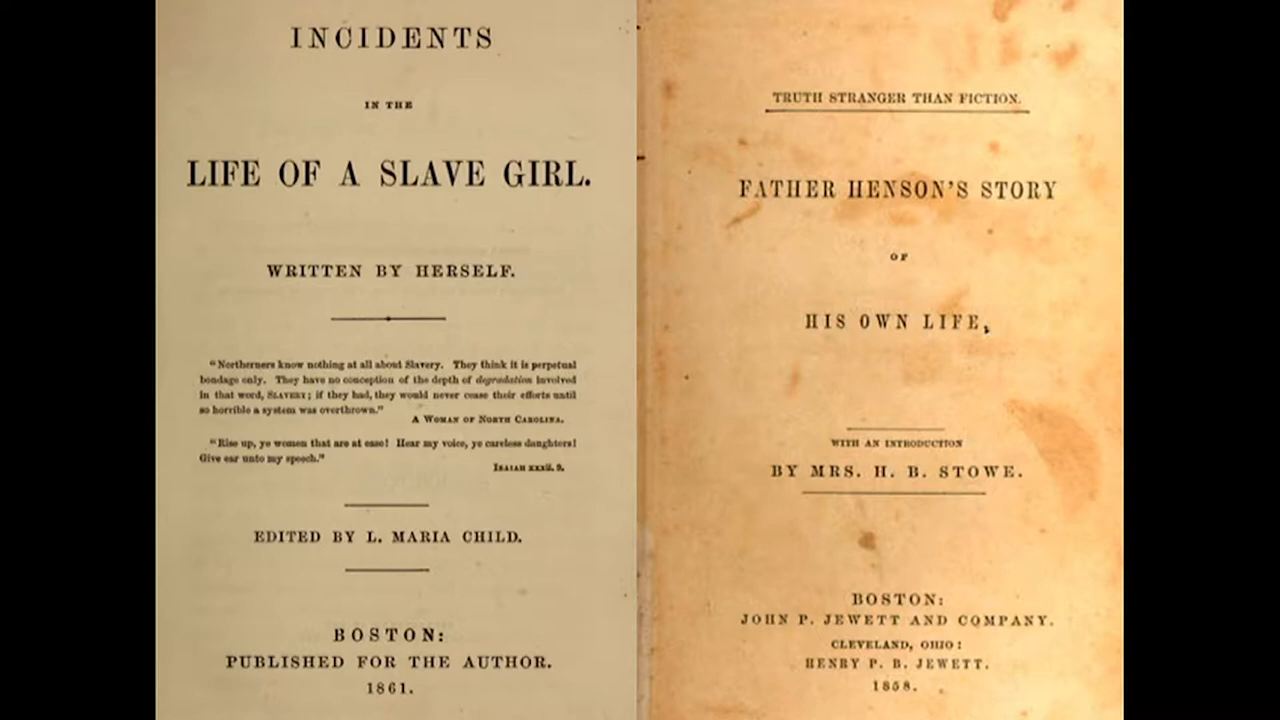 INCIDENTS
IN THE
LIFE OF A SLAVE GIRL.
WRITTEN BY HERSELF.
"Northerners know nothing at all about Slavery. They think it is perpetual
bondage only. They have no conception of the depth of degradation involved
in that word, SLAVERY; if they had, they would never cease their efforts until
so horrible a system was overthrown."
A WOMAN OF NORTH CAROLINA.
"Rise up, ye women that are at ease! Hear my voice, ye careless daughters!
Give ear unto my speech."
ISAIAH xxxii. 9.
EDITED BY L. MARIA CHILD.
BOSTON:
PUBLISHED FOR THE AUTHOR.
1861.
TRUTH STRANGER THAN FICTION.
FATHER HENSON'S STORY
OF
HIS OWN LIFE,
WITH AN INTRODUCTION
BY MRS. H. B. STOWE.
BOSTON:
JOHN P. JEWETT AND COMPANY.
CLEVELAND, OHIO:
HENRY P. B. JEWETT.
1858.